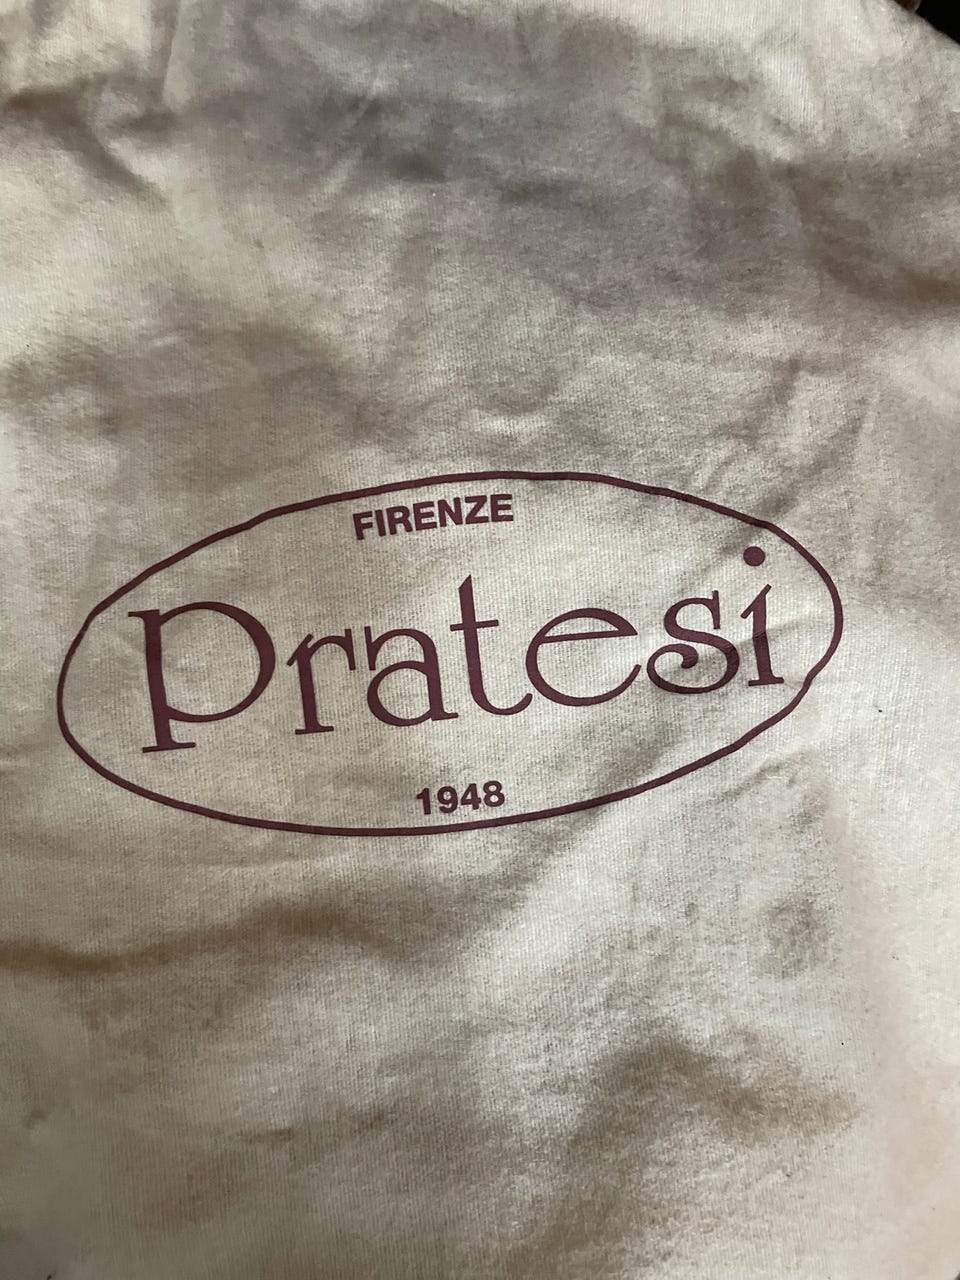 FIRENZE
Pratesi
1948